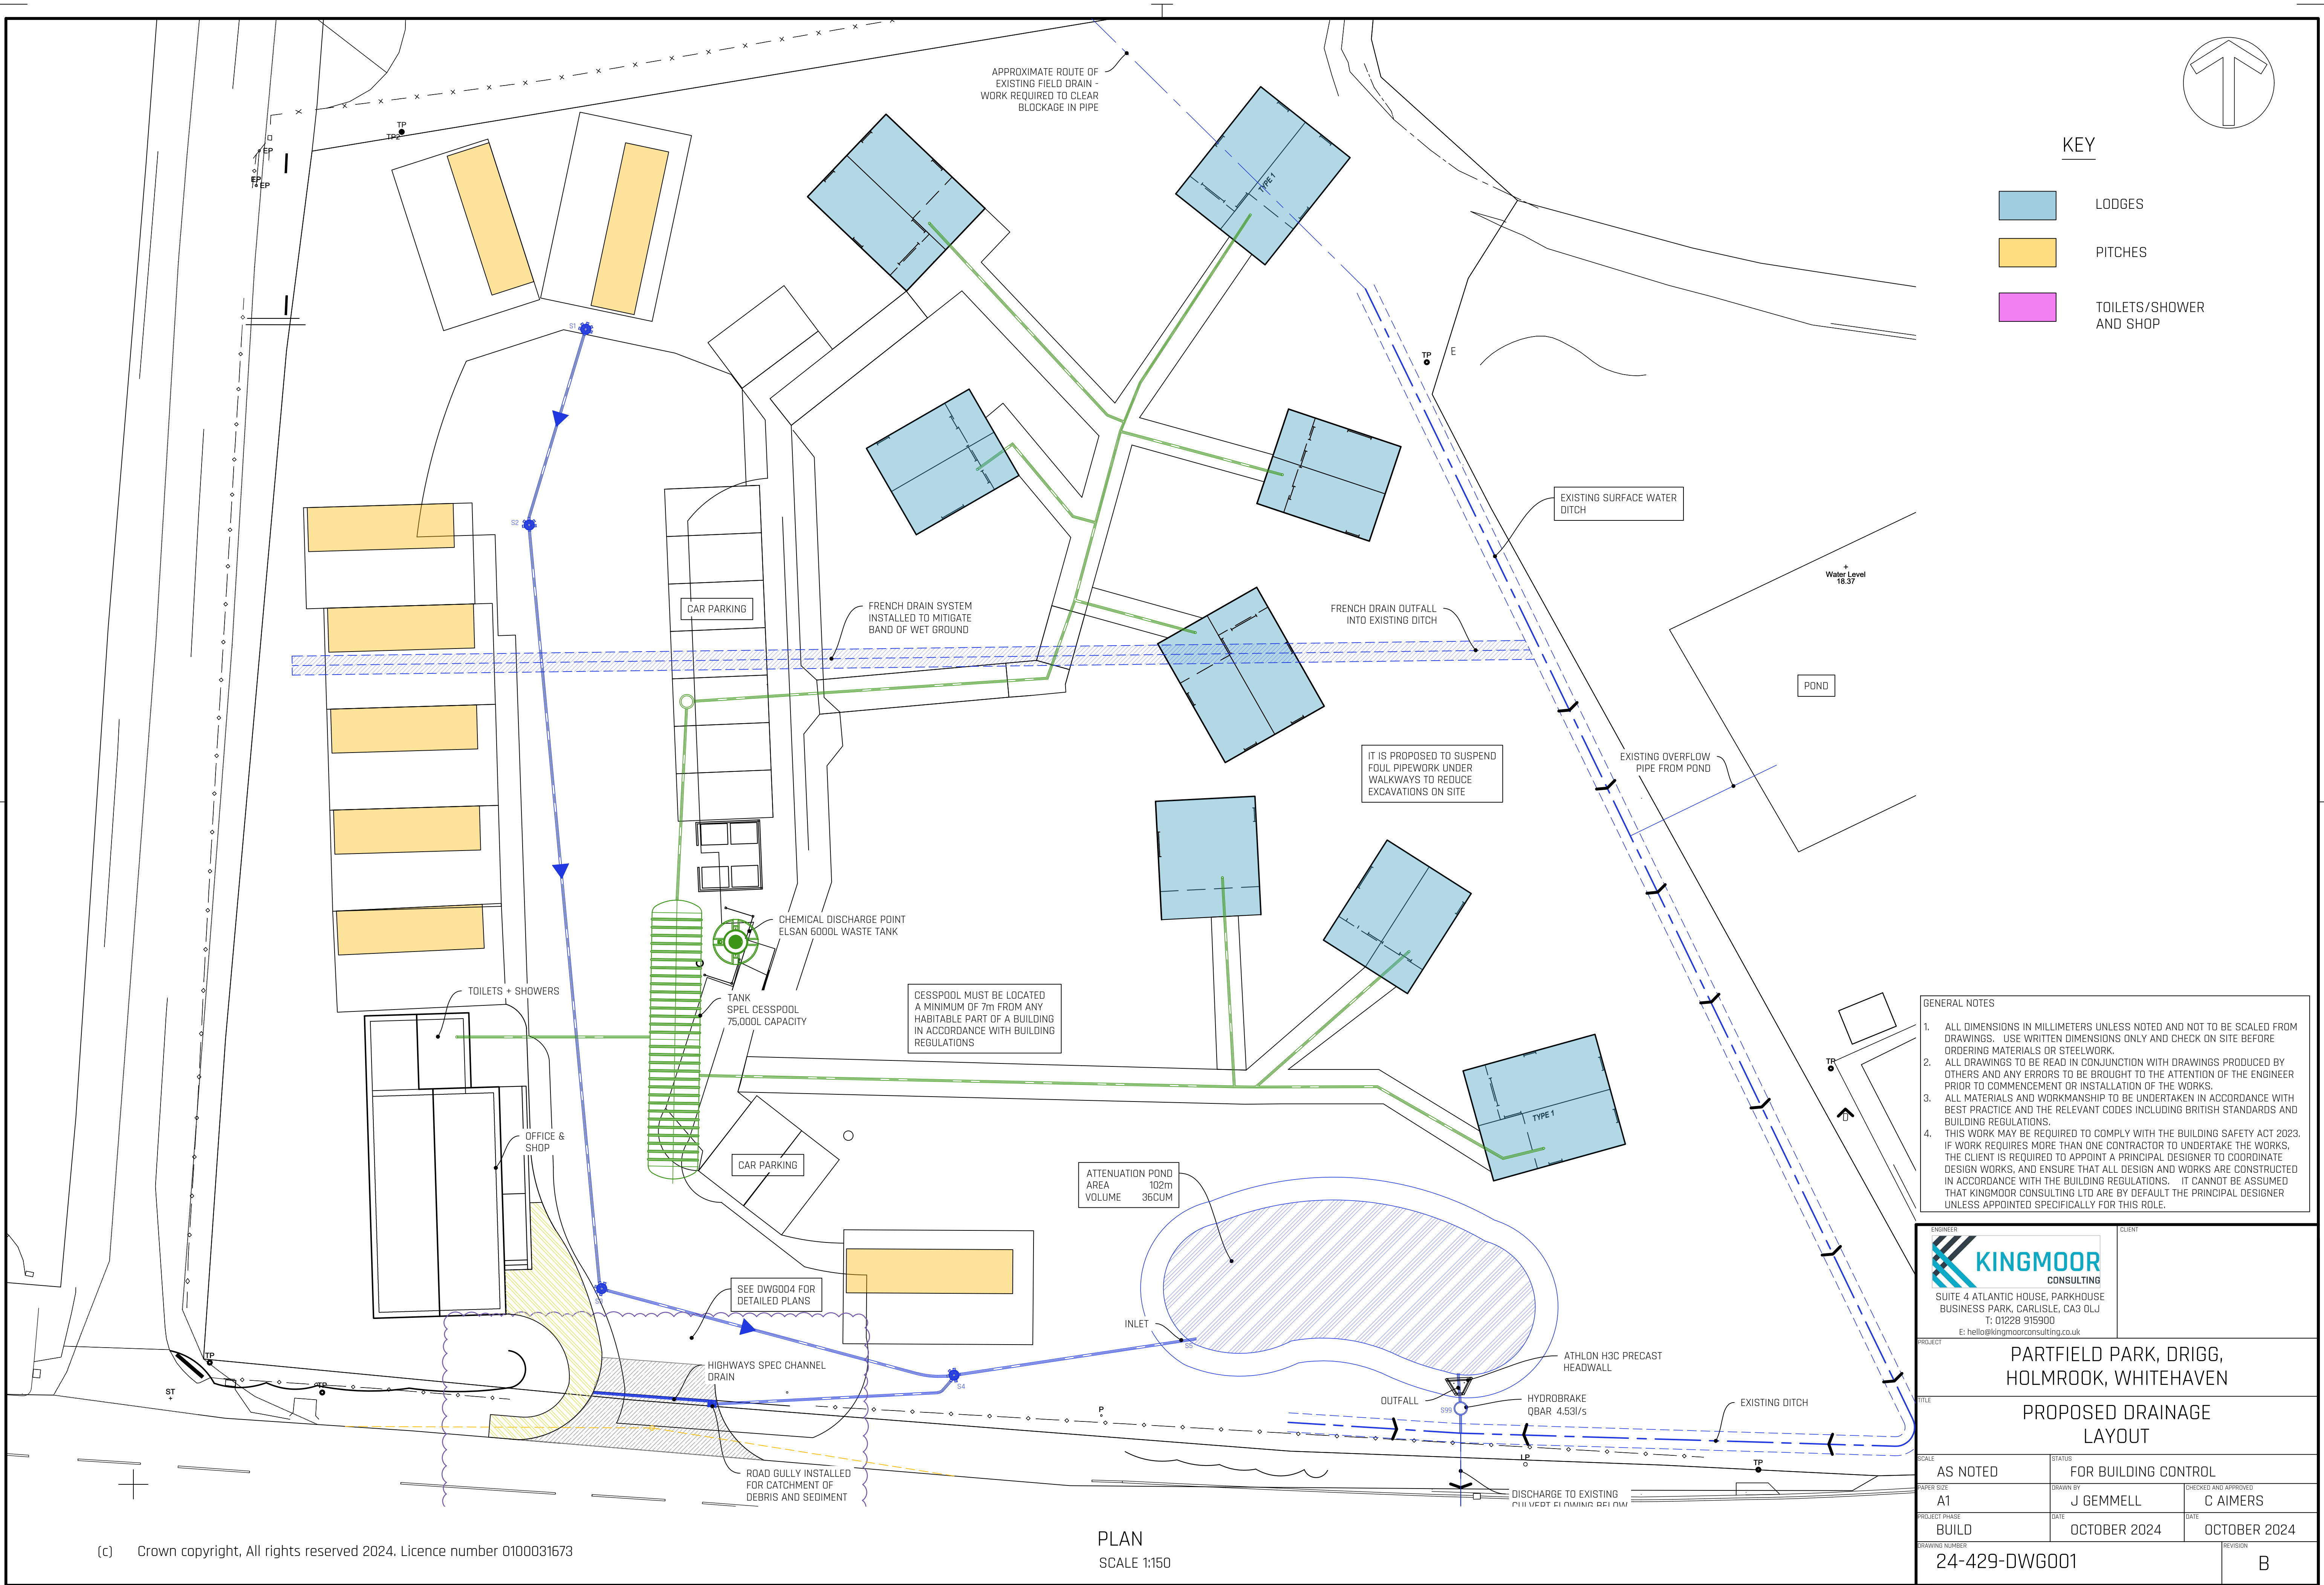 APPROXIMATE ROUTE OF
EXISTING FIELD DRAIN -
WORK REQUIRED TO CLEAR
BLOCKAGE IN PIPE
TP
TP2
EP
EP
EP
TYPE 1
KEY
LODGES
PITCHES
TOILETS/SHOWER
AND SHOP
S1
TP
E
S2
EXISTING SURFACE WATER
DITCH
+
Water Level
18.37
CAR PARKING
FRENCH DRAIN SYSTEM
INSTALLED TO MITIGATE
BAND OF WET GROUND
FRENCH DRAIN OUTFALL
INTO EXISTING DITCH
POND
IT IS PROPOSED TO SUSPEND
FOUL PIPEWORK UNDER
WALKWAYS TO REDUCE
EXCAVATIONS ON SITE
EXISTING OVERFLOW
PIPE FROM POND
CHEMICAL DISCHARGE POINT
ELSAN 6000L WASTE TANK
TOILETS + SHOWERS
TANK
SPEL CESSPOOL
75,000L CAPACITY
CESSPOOL MUST BE LOCATED
A MINIMUM OF 7m FROM ANY
HABITABLE PART OF A BUILDING
IN ACCORDANCE WITH BUILDING
REGULATIONS
TP
TYPE 1
OFFICE &
SHOP
CAR PARKING
ATTENUATION POND
AREA 102m
VOLUME 36CUM
SEE DWG004 FOR
DETAILED PLANS
S3
INLET
S5
HIGHWAYS SPEC CHANNEL
DRAIN
ATHLON H3C PRECAST
HEADWALL
TP
ST
+
TP
S4
OUTFALL
S99
HYDROBRAKE
QBAR 4.53l/s
EXISTING DITCH
P
LP
TP
ROAD GULLY INSTALLED
FOR CATCHMENT OF
DEBRIS AND SEDIMENT
DISCHARGE TO EXISTING
CULVERT FLOWING BELOW
PLAN
SCALE 1:150
(c) Crown copyright, All rights reserved 2024. Licence number 0100031673
GENERAL NOTES
1. ALL DIMENSIONS IN MILLIMETERS UNLESS NOTED AND NOT TO BE SCALED FROM
DRAWINGS. USE WRITTEN DIMENSIONS ONLY AND CHECK ON SITE BEFORE
ORDERING MATERIALS OR STEELWORK.
2. ALL DRAWINGS TO BE READ IN CONJUNCTION WITH DRAWINGS PRODUCED BY
OTHERS AND ANY ERRORS TO BE BROUGHT TO THE ATTENTION OF THE ENGINEER
PRIOR TO COMMENCEMENT OR INSTALLATION OF THE WORKS.
3. ALL MATERIALS AND WORKMANSHIP TO BE UNDERTAKEN IN ACCORDANCE WITH
BEST PRACTICE AND THE RELEVANT CODES INCLUDING BRITISH STANDARDS AND
BUILDING REGULATIONS.
4. THIS WORK MAY BE REQUIRED TO COMPLY WITH THE BUILDING SAFETY ACT 2023.
IF WORK REQUIRES MORE THAN ONE CONTRACTOR TO UNDERTAKE THE WORKS,
THE CLIENT IS REQUIRED TO APPOINT A PRINCIPAL DESIGNER TO COORDINATE
DESIGN WORKS, AND ENSURE THAT ALL DESIGN AND WORKS ARE CONSTRUCTED
IN ACCORDANCE WITH THE BUILDING REGULATIONS. IT CANNOT BE ASSUMED
THAT KINGMOOR CONSULTING LTD ARE BY DEFAULT THE PRINCIPAL DESIGNER
UNLESS APPOINTED SPECIFICALLY FOR THIS ROLE.
ENGINEER
CLIENT
KINGMOOR
CONSULTING
SUITE 4 ATLANTIC HOUSE, PARKHOUSE
BUSINESS PARK, CARLISLE, CA3 0LJ
T: 01228 915900
E: hello@kingmoorconsulting.co.uk
PROJECT
PARTFIELD PARK, DRIGG,
HOLMROOK, WHITEHAVEN
TITLE
PROPOSED DRAINAGE
LAYOUT
SCALE
AS NOTED
STATUS
FOR BUILDING CONTROL
PAPER SIZE
A1
DRAWN BY
J GEMMELL
CHECKED AND APPROVED
C AIMERS
PROJECT PHASE
BUILD
DATE
OCTOBER 2024
DATE
OCTOBER 2024
DRAWING NUMBER
24-429-DWG001
REVISION
B